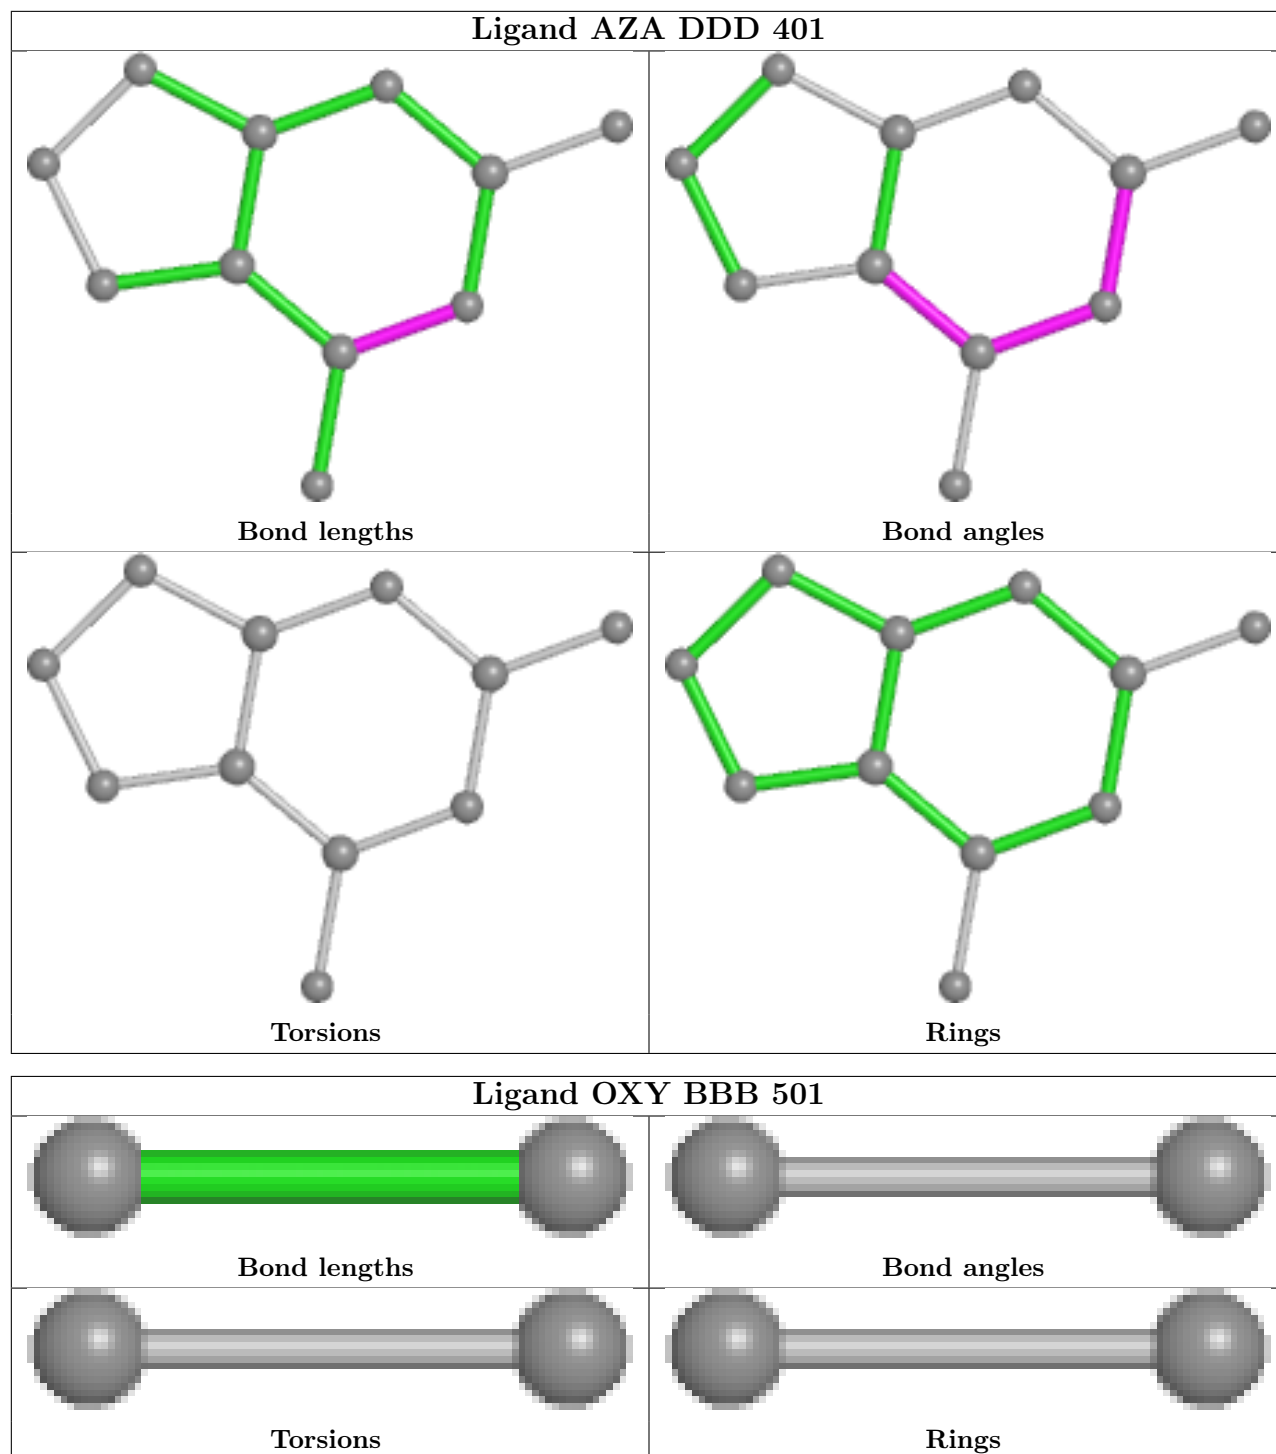 Ligand AZA DDD 401
Bond lengths
Bond angles
Torsions
Rings
Ligand OXY BBB 501
Bond lengths
Bond angles
Torsions
Rings